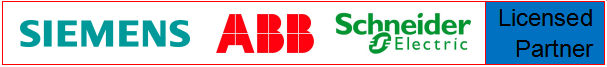 SIEMENS ABB Schneider Electric
Licensed
Partner